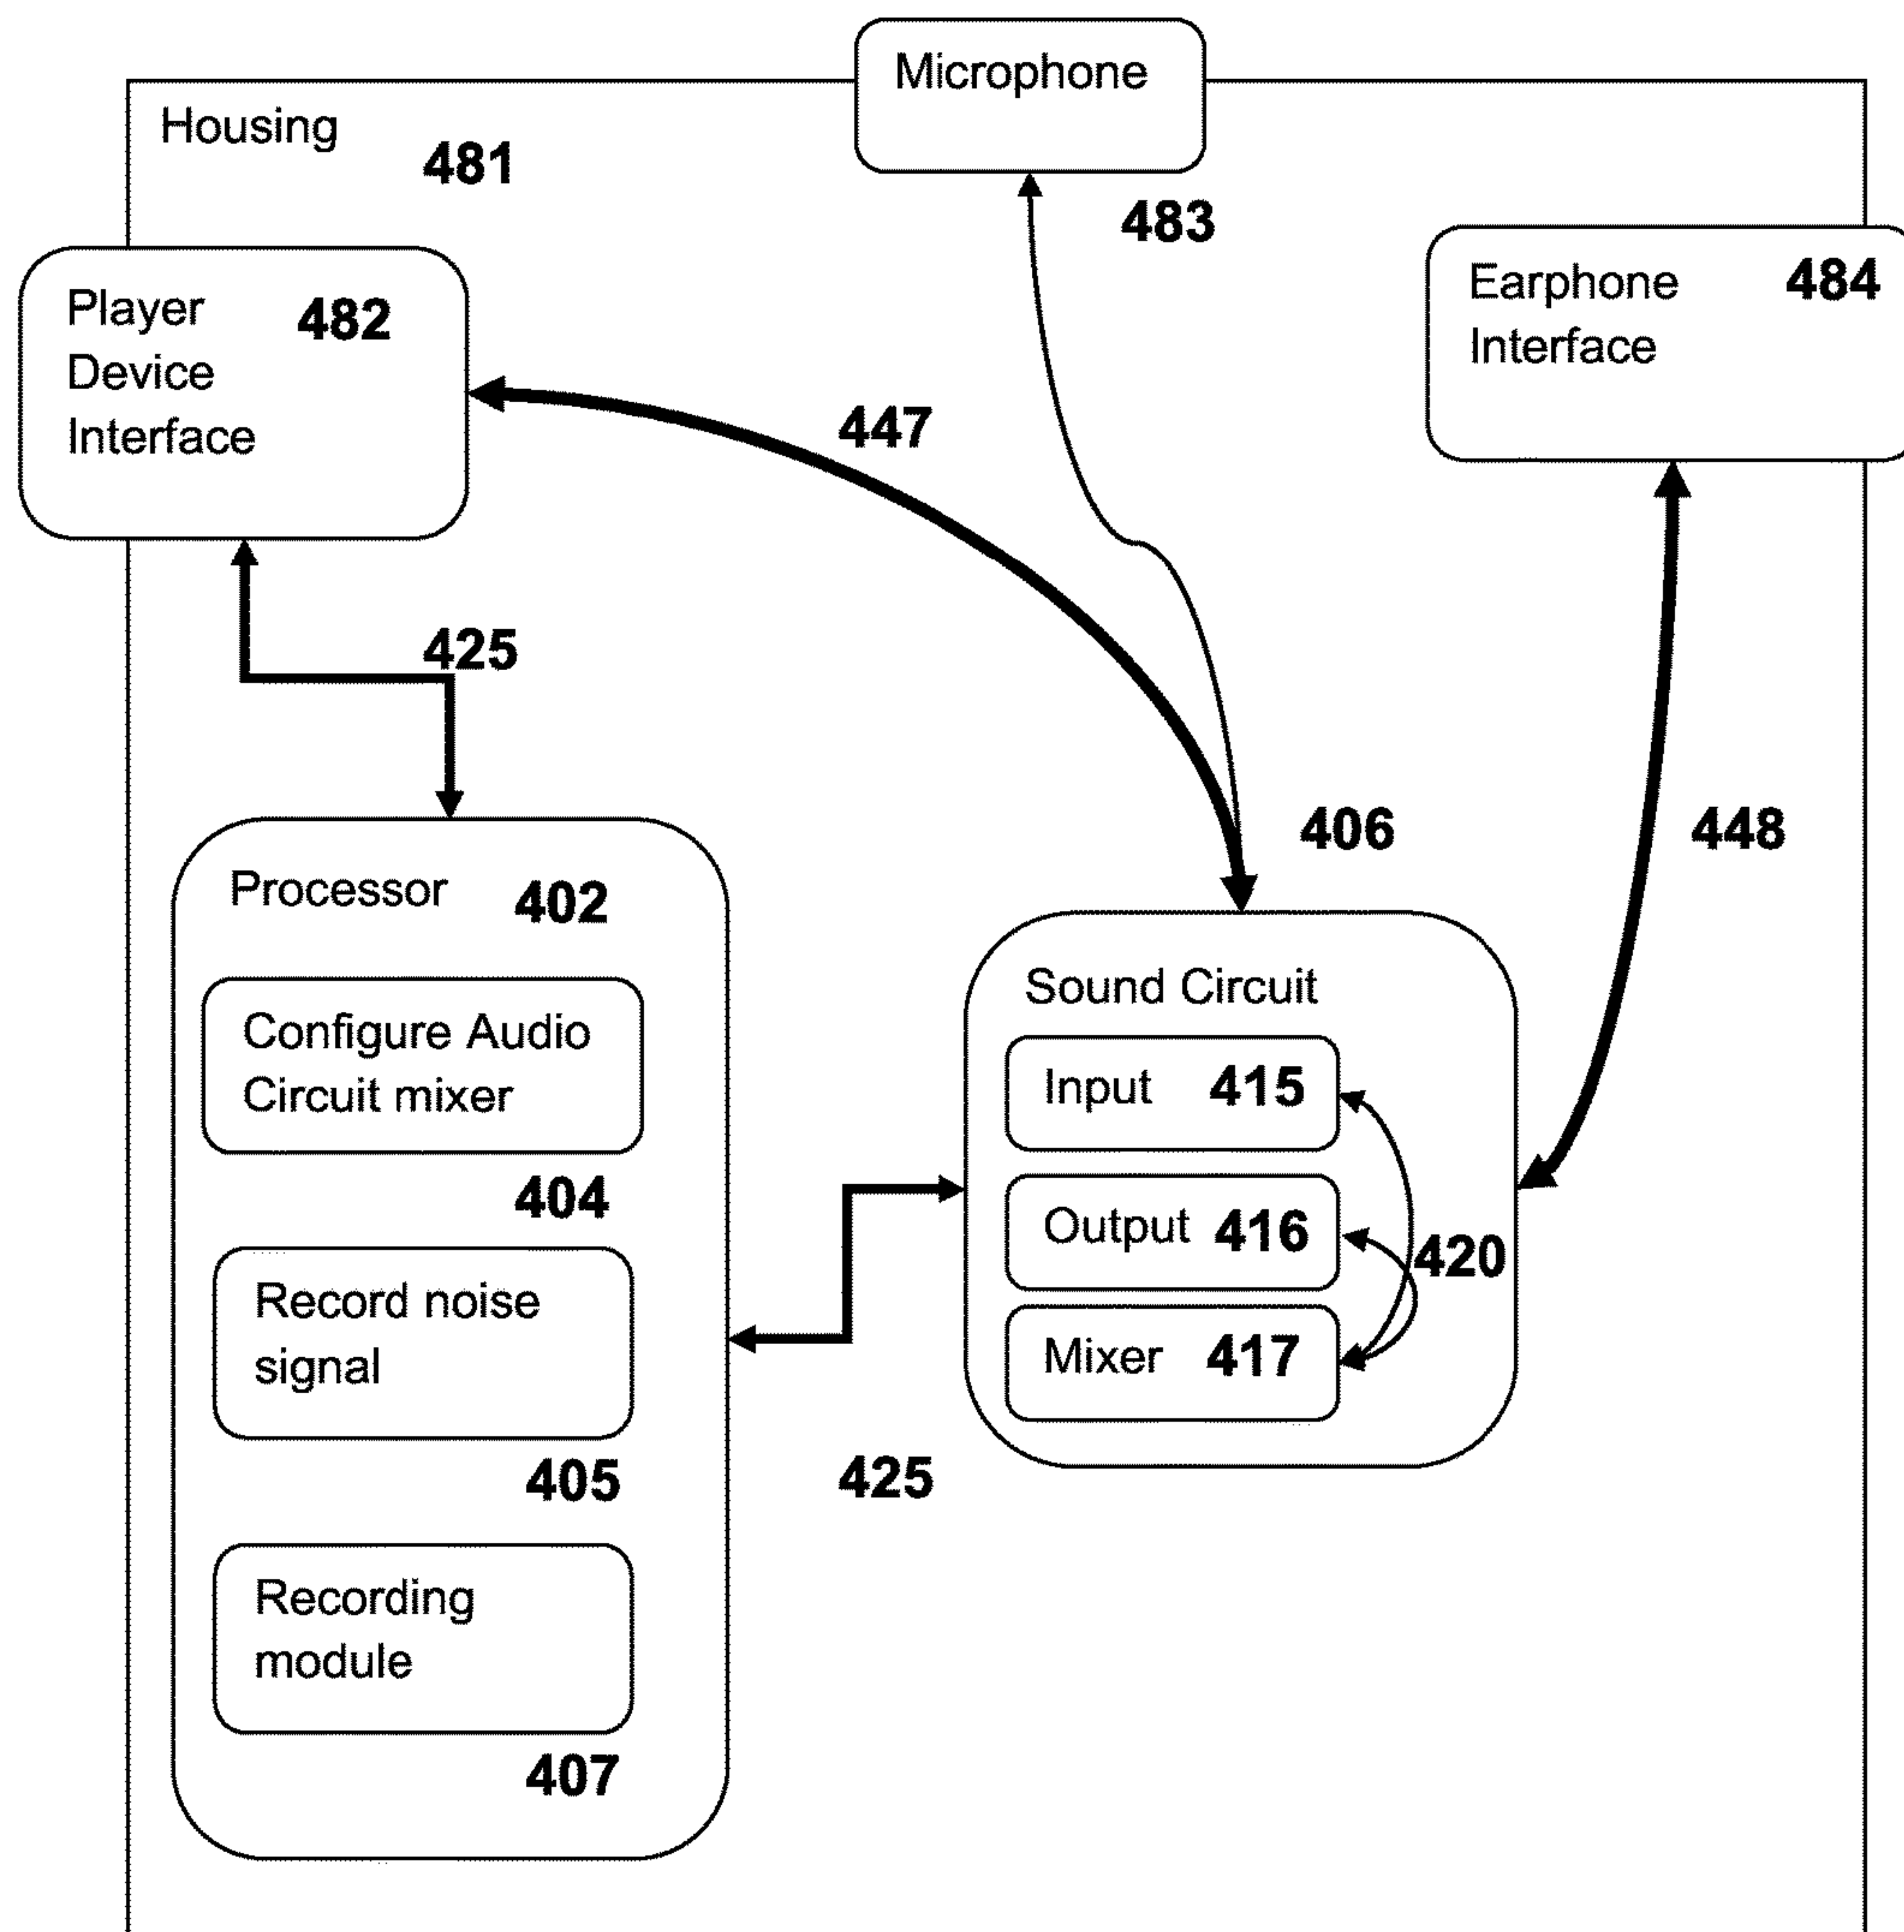 Microphone
Housing
481
483
Player
Device
Interface
482
Earphone
Interface
484
447
425
406
448
Processor
402
Configure Audio
Circuit mixer
404
Record noise
signal
405
Recording
module
407
425
Sound Circuit
Input
415
Output
416
420
Mixer
417